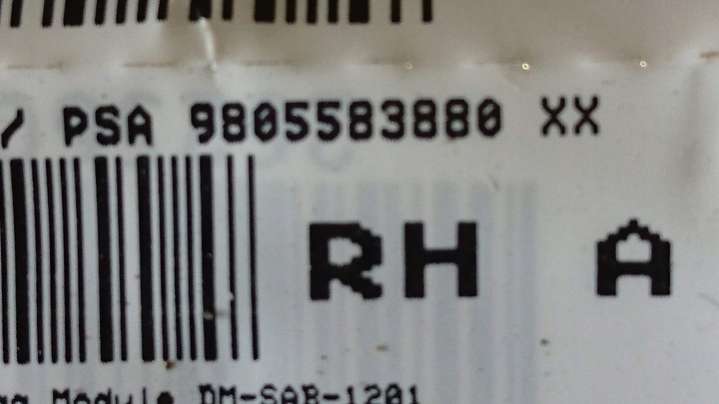 / PSA 9805583880 XX
RH A
Module DM-SAB-1201